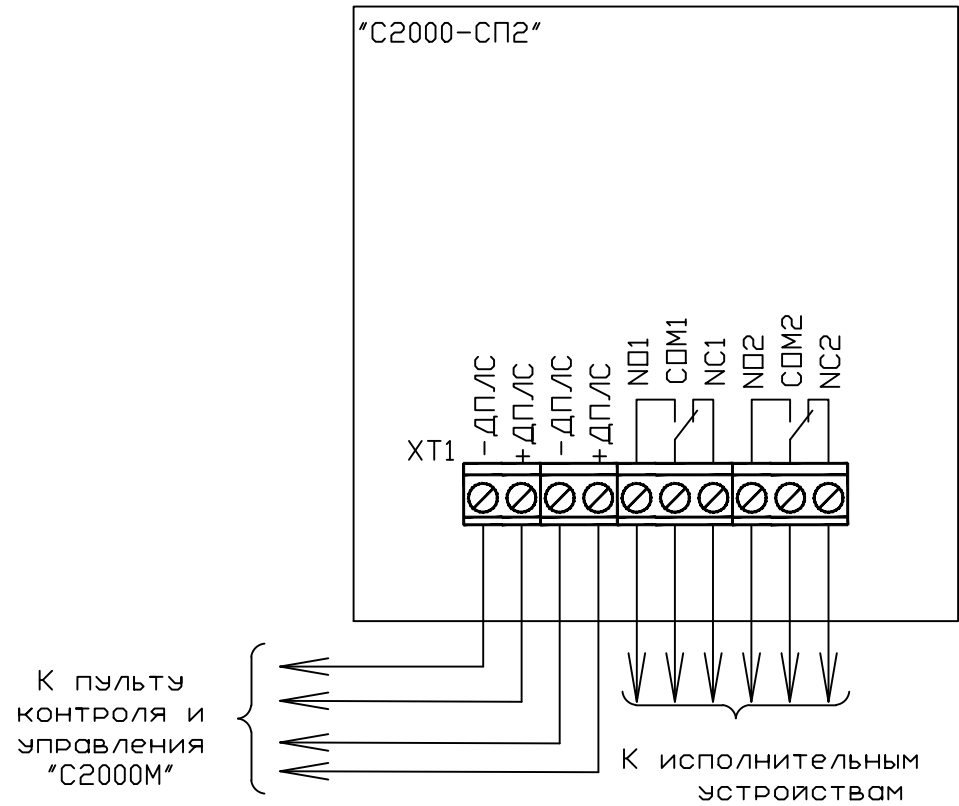 "С2000-СП2"
-ДПЛС
+ДПЛС
-ДПЛС
+ДПЛС
NO1
COM1
NC1
NO2
COM2
NC2
XT1
К пульту
контроля и
управления
"С2000М"
К исполнительным
устройствам